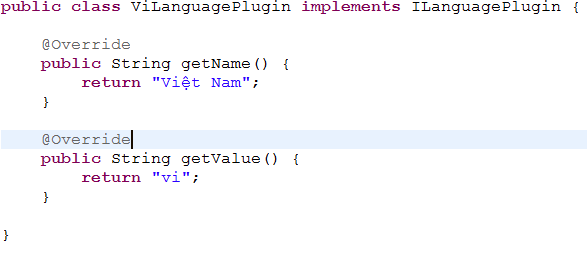 public class ViLanguagePlugin implements ILanguagePlugin {
@Override
public String getName() {
return "Việt Nam";
}
@Override
public String getValue() {
return "vi";
}
}